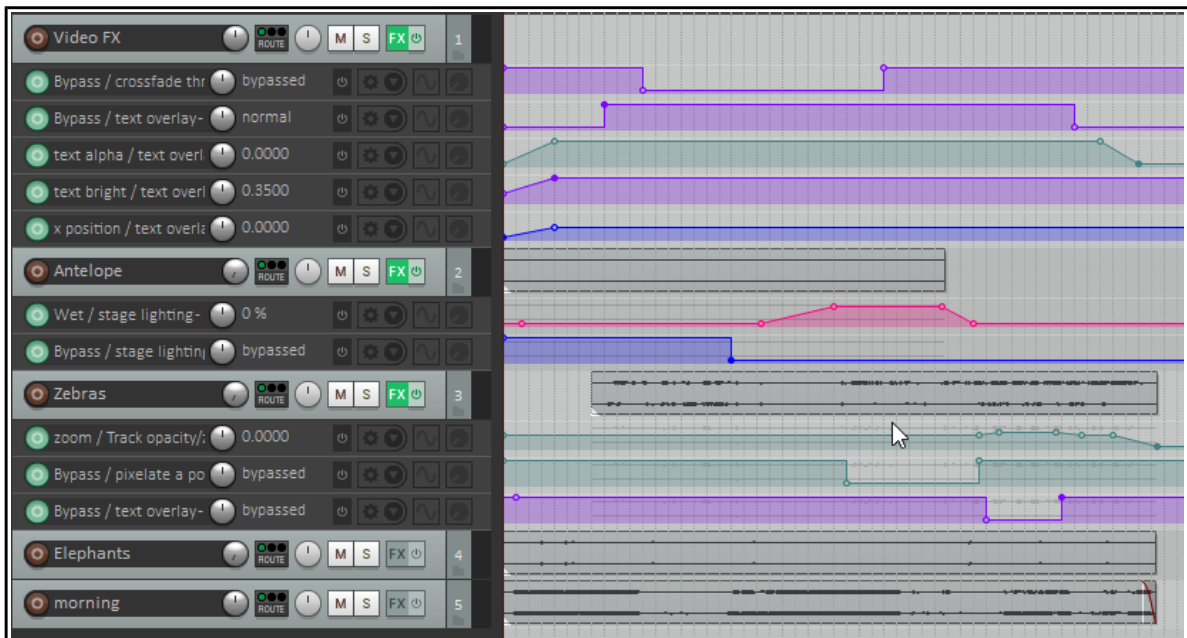 Video FX ROUTE M S FX 1
Bypass / crossfade thr bypassed
Bypass / text overlay- normal
text alpha / text overl 0.0000
text bright / text overl 0.3500
x position / text overla 0.0000
Antelope ROUTE M S FX 2
Wet / stage lighting- 0 %
Bypass / stage lighting bypassed
Zebras ROUTE M S FX 3
zoom / Track opacity/z 0.0000
Bypass / pixelate a po bypassed
Bypass / text overlay- bypassed
Elephants ROUTE M S FX 4
morning ROUTE M S FX 5